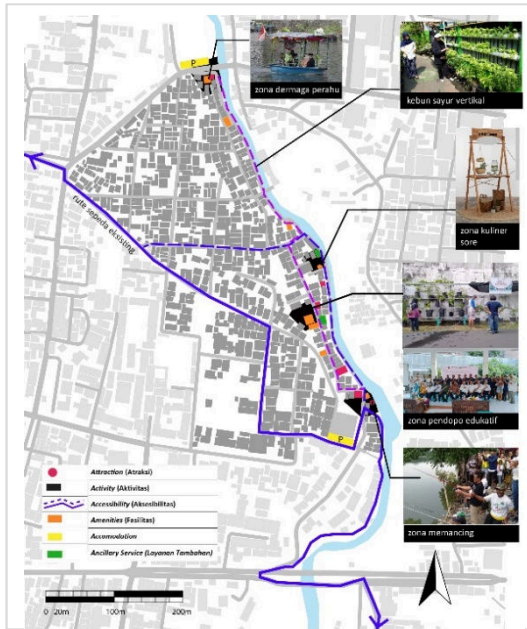 P
zona dermaga perahu
kebun sayur vertikal
zona kuliner
sore
rute sepeda eksisting
zona pendopo edukatif
P
zona memancing
Attraction (Atraksi)
Activity (Aktivitas)
Accessibility (Aksesibilitas)
Amenities (Fasilitas)
Accomodation
Ancillary Service (Layanan Tambahan)
0 20m 100m 200m